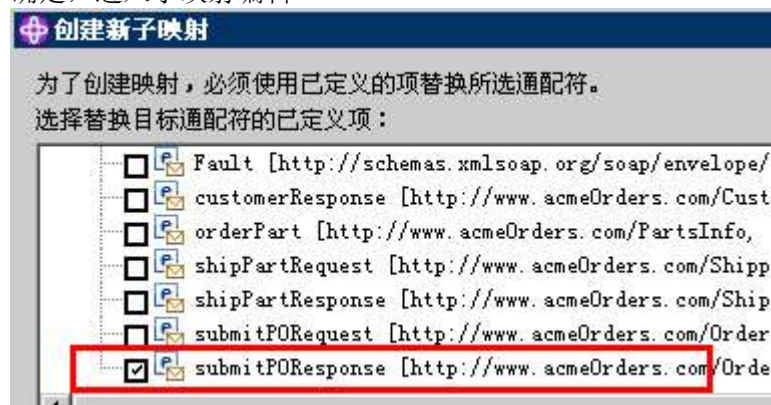 创建新子映射
为了创建映射，必须使用已定义的项替换所选通配符。
选择替换目标通配符的已定义项：
Fault [http://schemas.xmlsoap.org/soap/envelope/
customerResponse [http://www.acmeOrders.com/Cust
orderPart [http://www.acmeOrders.com/PartsInfo,
shipPartRequest [http://www.acmeOrders.com/Shipp
shipPartResponse [http://www.acmeOrders.com/Ship
submitPORequest [http://www.acmeOrders.com/Order
submitPOResponse [http://www.acmeOrders.com/Orde